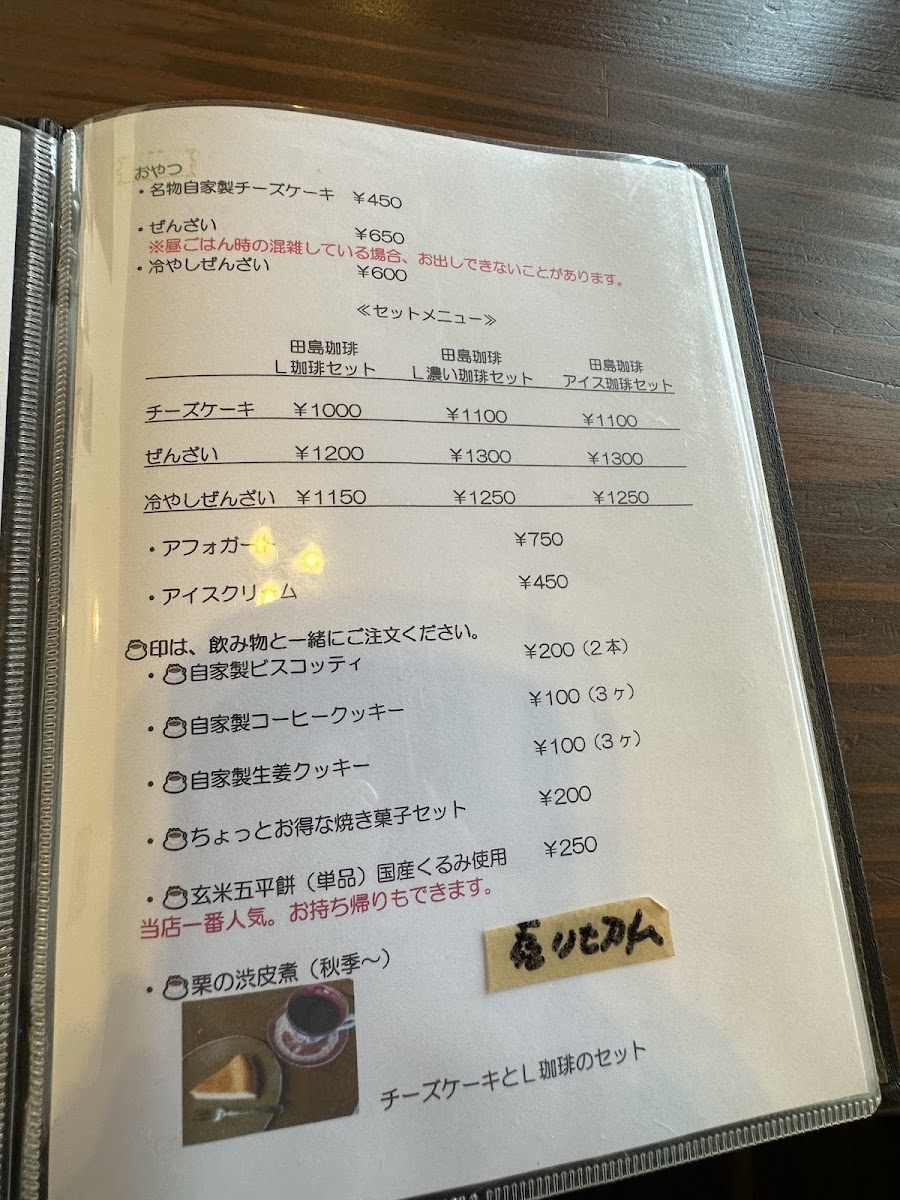 おやつ
・名物自家製チーズケーキ ¥450
・ぜんざい ¥650
※昼ごはん時の混雑している場合、お出しできないことがあります。
・冷やしぜんざい ¥600
≪セットメニュー≫
田島珈琲 田島珈琲 田島珈琲
L珈琲セット L濃い珈琲セット アイス珈琲セット
チーズケーキ ¥1000 ¥1100 ¥1100
ぜんざい ¥1200 ¥1300 ¥1300
冷やしぜんざい ¥1150 ¥1250 ¥1250
・アフォガート ¥750
・アイスクリーム ¥450
印は、飲み物と一緒にご注文ください。
・自家製ビスコッティ ¥200(2本)
・自家製コーヒークッキー ¥100(3ヶ)
・自家製生姜クッキー ¥100(3ヶ)
・ちょっとお得な焼き菓子セット ¥200
・玄米五平餅(単品)国産くるみ使用 ¥250
当店一番人気。お持ち帰りもできます。
・栗の渋皮煮(秋季〜)
チーズケーキとL珈琲のセット